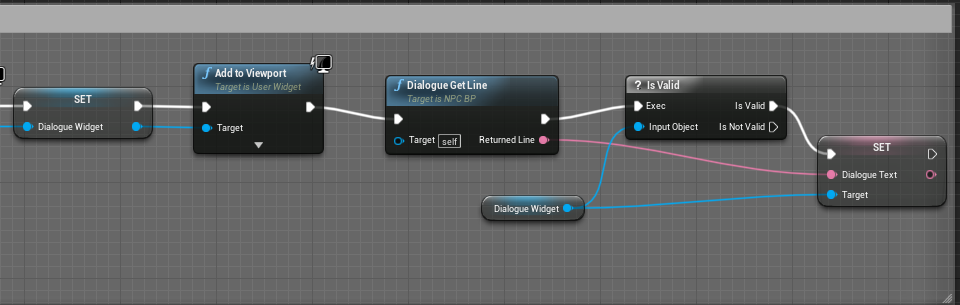 SET
Dialogue Widget
Add to Viewport
Target is User Widget
Target
Dialogue Get Line
Target is NPC BP
Target self
Returned Line
Dialogue Widget
? Is Valid
Exec
Is Valid
Input Object
Is Not Valid
SET
Dialogue Text
Target